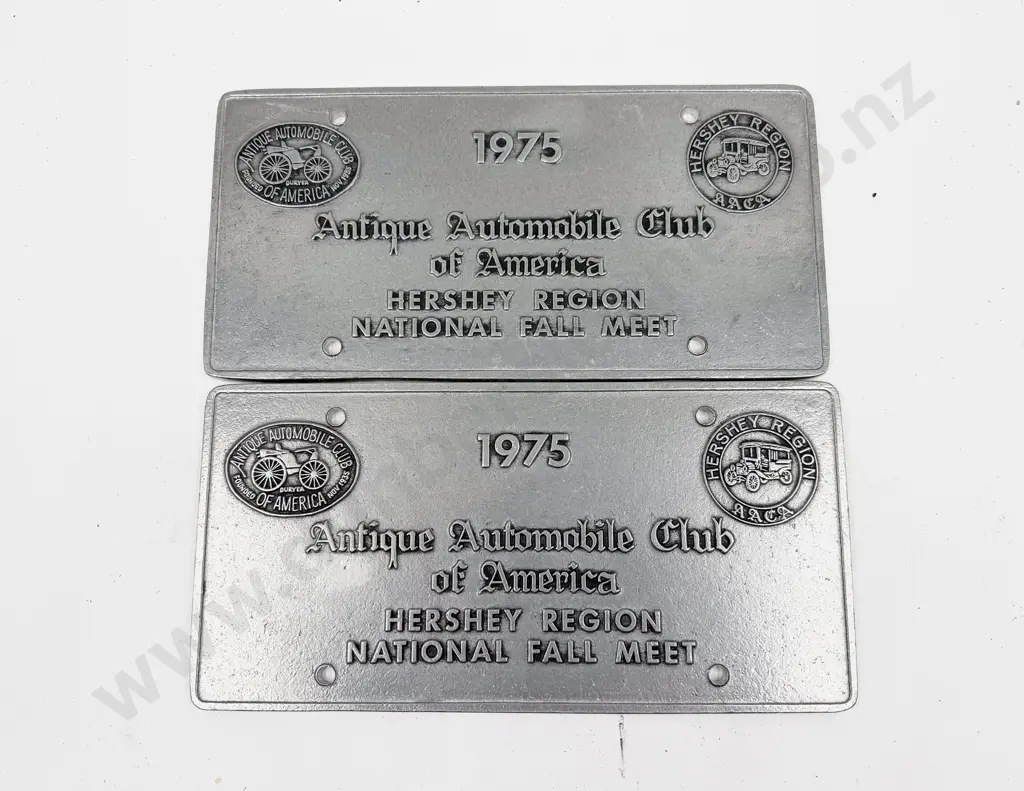 1975
ANTIQUE AUTOMOBILE CLUB
OF AMERICA
FOUNDED
DURYEA
NOV. 1935
HERSHEY REGION
AACA
Antique Automobile Club
of America
HERSHEY REGION
NATIONAL FALL MEET
1975
ANTIQUE AUTOMOBILE CLUB
OF AMERICA
FOUNDED
DURYEA
NOV. 1935
HERSHEY REGION
AACA
Antique Automobile Club
of America
HERSHEY REGION
NATIONAL FALL MEET